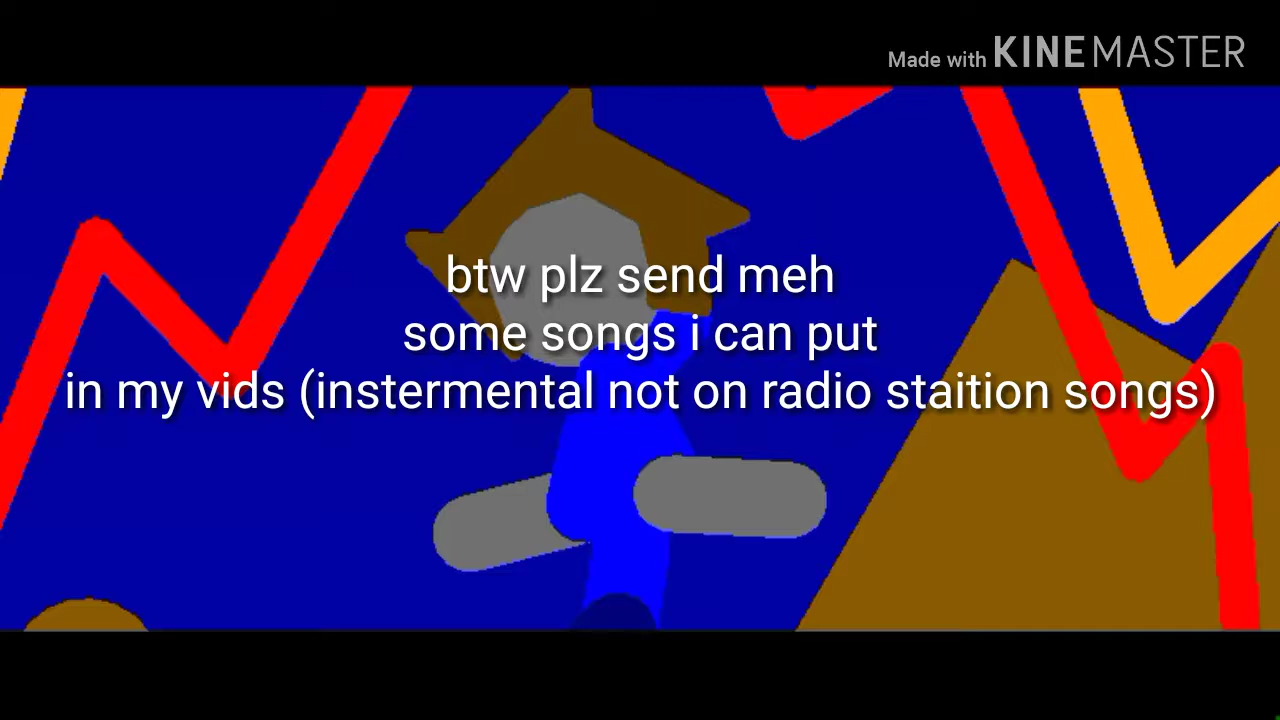 Made with KINEMASTER
btw plz send meh
some songs i can put
in my vids (instermental not on radio staition songs)